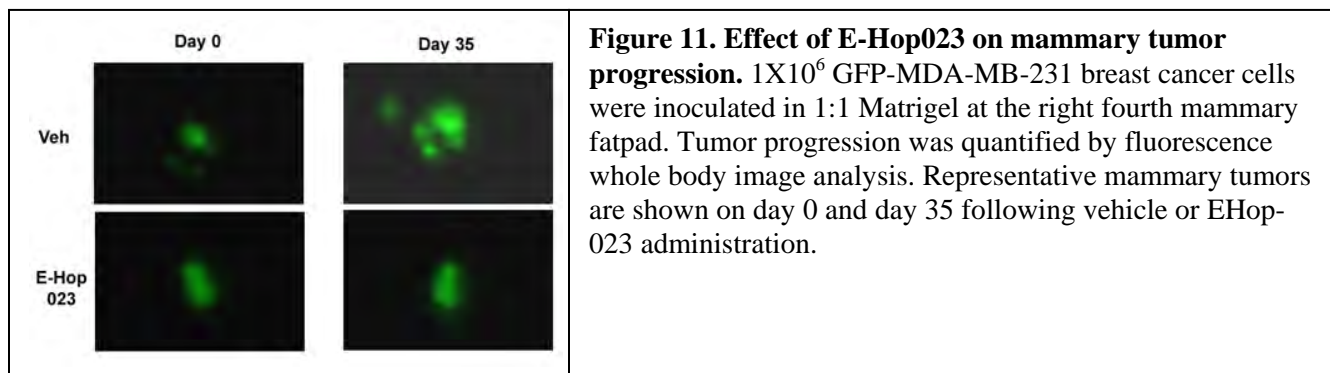 Day 0 Day 35
Veh
E-Hop
023
Figure 11. Effect of E-Hop023 on mammary tumor
progression. 1X10⁶ GFP-MDA-MB-231 breast cancer cells
were inoculated in 1:1 Matrigel at the right fourth mammary
fatpad. Tumor progression was quantified by fluorescence
whole body image analysis. Representative mammary tumors
are shown on day 0 and day 35 following vehicle or EHop-
023 administration.